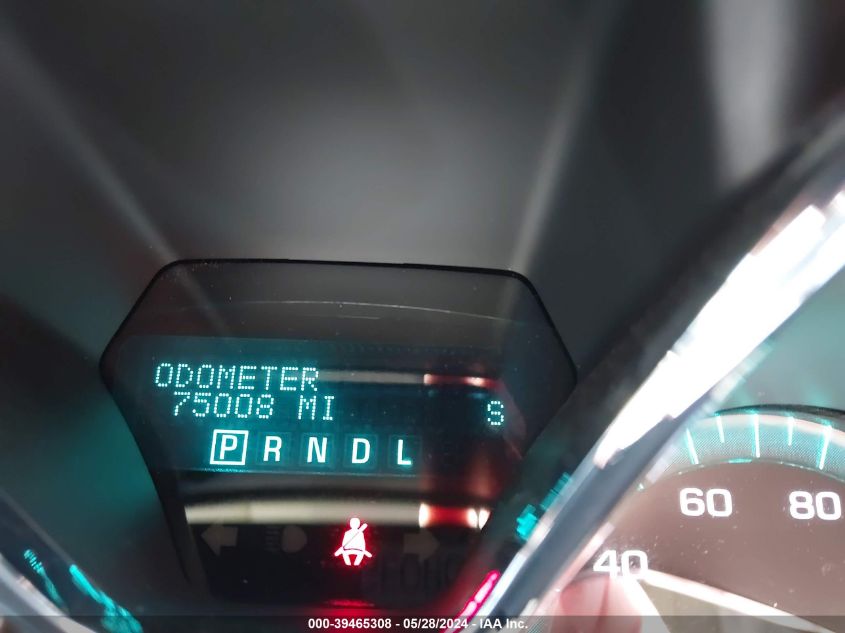 ODOMETER
75008 MI S
P R N D L
60 80
40
000-39465308 - 05/28/2024 - IAA Inc.